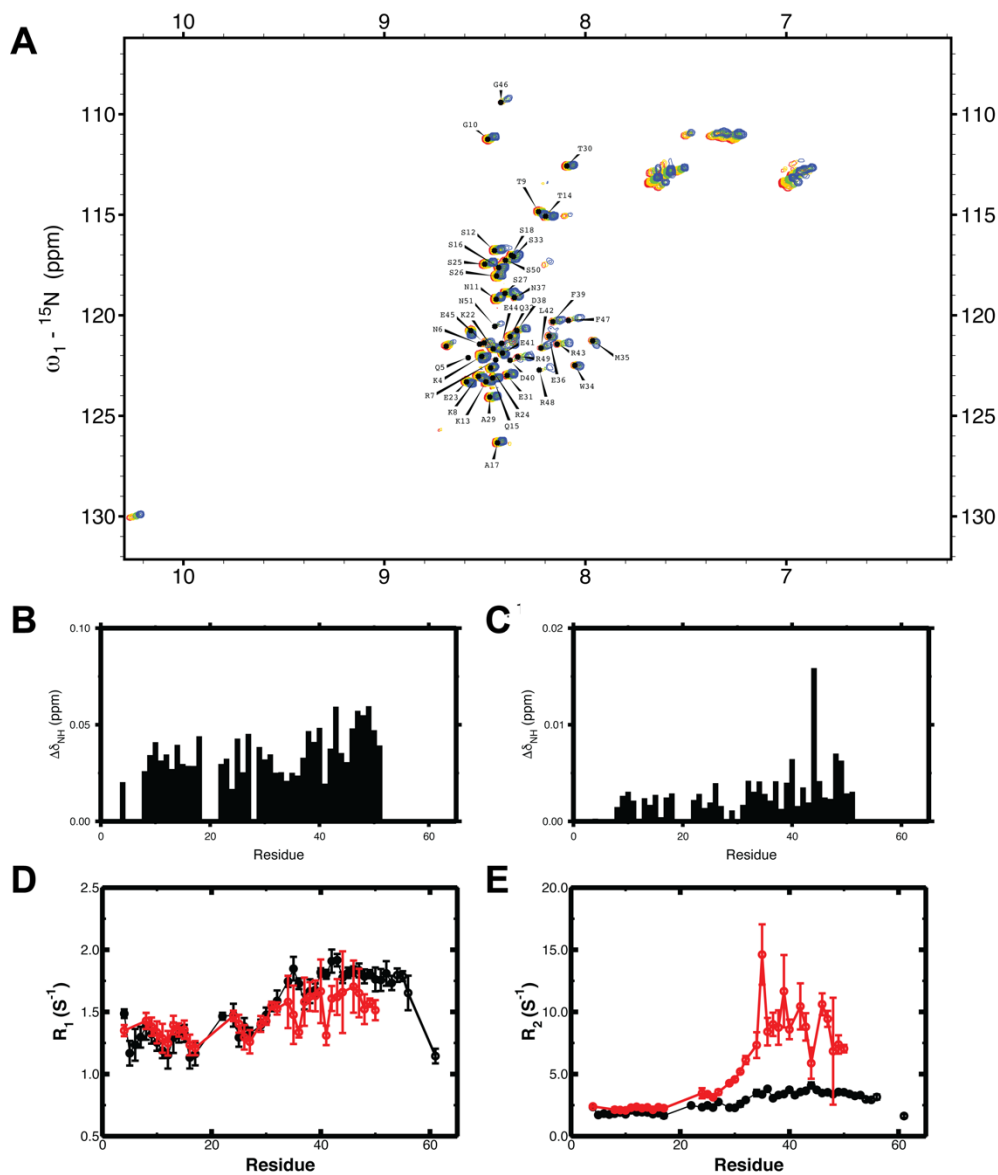 A
10 9 8 7
ω1 - 15N (ppm)
110 110
115 115
120 120
125 125
130 130
G46
G10
T30
T9
T14
S18
S12
S33
S16
S25
S50
S26
S27
N11
N37
N51
D38
F39
E44 Q32
E45 K22
L42
F47
N6
E41
Q5
R49
R43
M35
K4
D40
E36
R7
R48
W34
E23
E31
K8
R24
K13
A29
Q15
A17
10 9 8 7
B
0.10
0.05
0.00
ΔδNH (ppm)
0 20 40 60
Residue
C
0.02
0.01
0.00
ΔδNH (ppm)
0 20 40 60
Residue
D
2.5
2.0
1.5
1.0
0.5
R1 (S-1)
0 20 40 60
Residue
E
20.0
15.0
10.0
5.0
0.0
R2 (S-1)
0 20 40 60
Residue